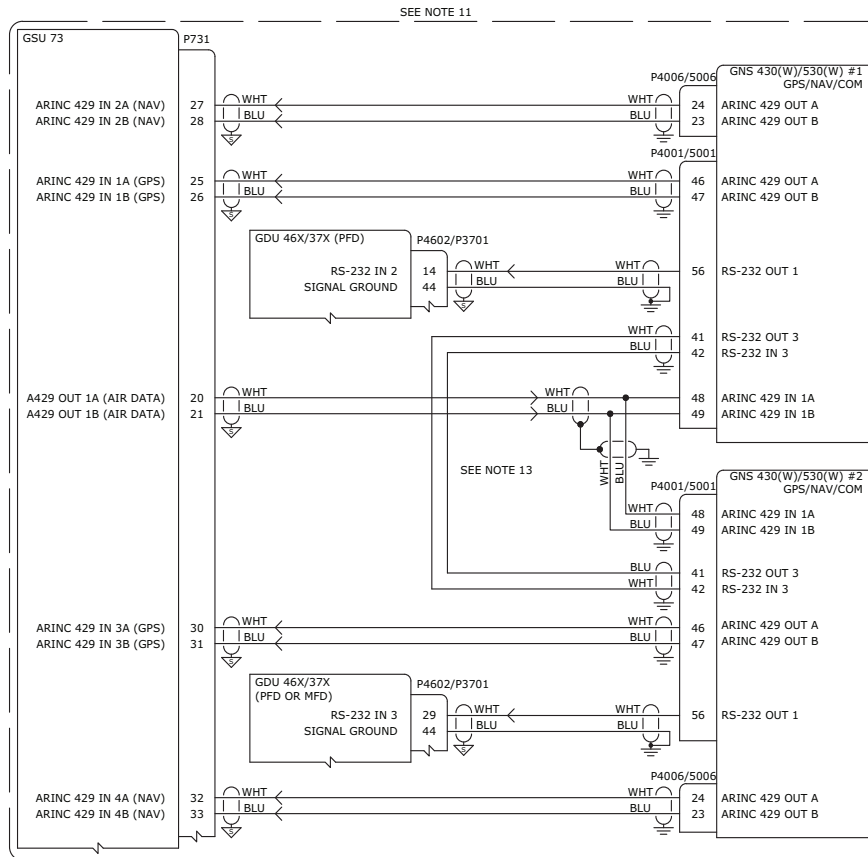 SEE NOTE 11
GSU 73
P731
GNS 430(W)/530(W) #1
GPS/NAV/COM
P4006/5006
ARINC 429 IN 2A (NAV) 27 WHT WHT 24 ARINC 429 OUT A
ARINC 429 IN 2B (NAV) 28 BLU BLU 23 ARINC 429 OUT B
S
P4001/5001
ARINC 429 IN 1A (GPS) 25 WHT WHT 46 ARINC 429 OUT A
ARINC 429 IN 1B (GPS) 26 BLU BLU 47 ARINC 429 OUT B
S
GDU 46X/37X (PFD) P4602/P3701
RS-232 IN 2 14 WHT WHT 56 RS-232 OUT 1
SIGNAL GROUND 44 BLU BLU
S
WHT 41 RS-232 OUT 3
BLU 42 RS-232 IN 3
A429 OUT 1A (AIR DATA) 20 WHT WHT 48 ARINC 429 IN 1A
A429 OUT 1B (AIR DATA) 21 BLU BLU 49 ARINC 429 IN 1B
S
SEE NOTE 13
WHT
BLU
GNS 430(W)/530(W) #2
GPS/NAV/COM
P4001/5001
WHT 48 ARINC 429 IN 1A
BLU 49 ARINC 429 IN 1B
BLU 41 RS-232 OUT 3
WHT 42 RS-232 IN 3
ARINC 429 IN 3A (GPS) 30 WHT WHT 46 ARINC 429 OUT A
ARINC 429 IN 3B (GPS) 31 BLU BLU 47 ARINC 429 OUT B
S
GDU 46X/37X
(PFD OR MFD)
P4602/P3701
RS-232 IN 3 29 WHT WHT 56 RS-232 OUT 1
SIGNAL GROUND 44 BLU BLU
S
P4006/5006
ARINC 429 IN 4A (NAV) 32 WHT WHT 24 ARINC 429 OUT A
ARINC 429 IN 4B (NAV) 33 BLU BLU 23 ARINC 429 OUT B
S